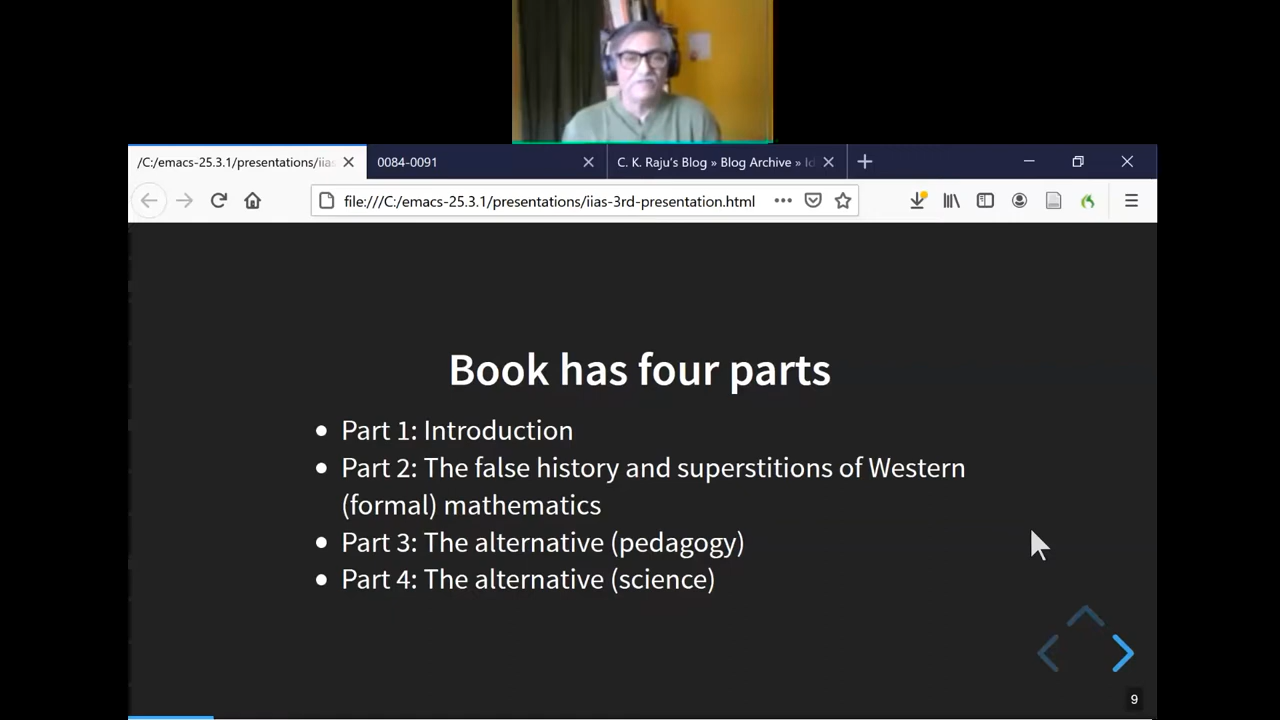 /C:/emacs-25.3.1/presentations/iias
0084-0091
C. K. Raju's Blog » Blog Archive » Id
file:///C:/emacs-25.3.1/presentations/iias-3rd-presentation.html
Book has four parts
Part 1: Introduction
Part 2: The false history and superstitions of Western
(formal) mathematics
Part 3: The alternative (pedagogy)
Part 4: The alternative (science)
9